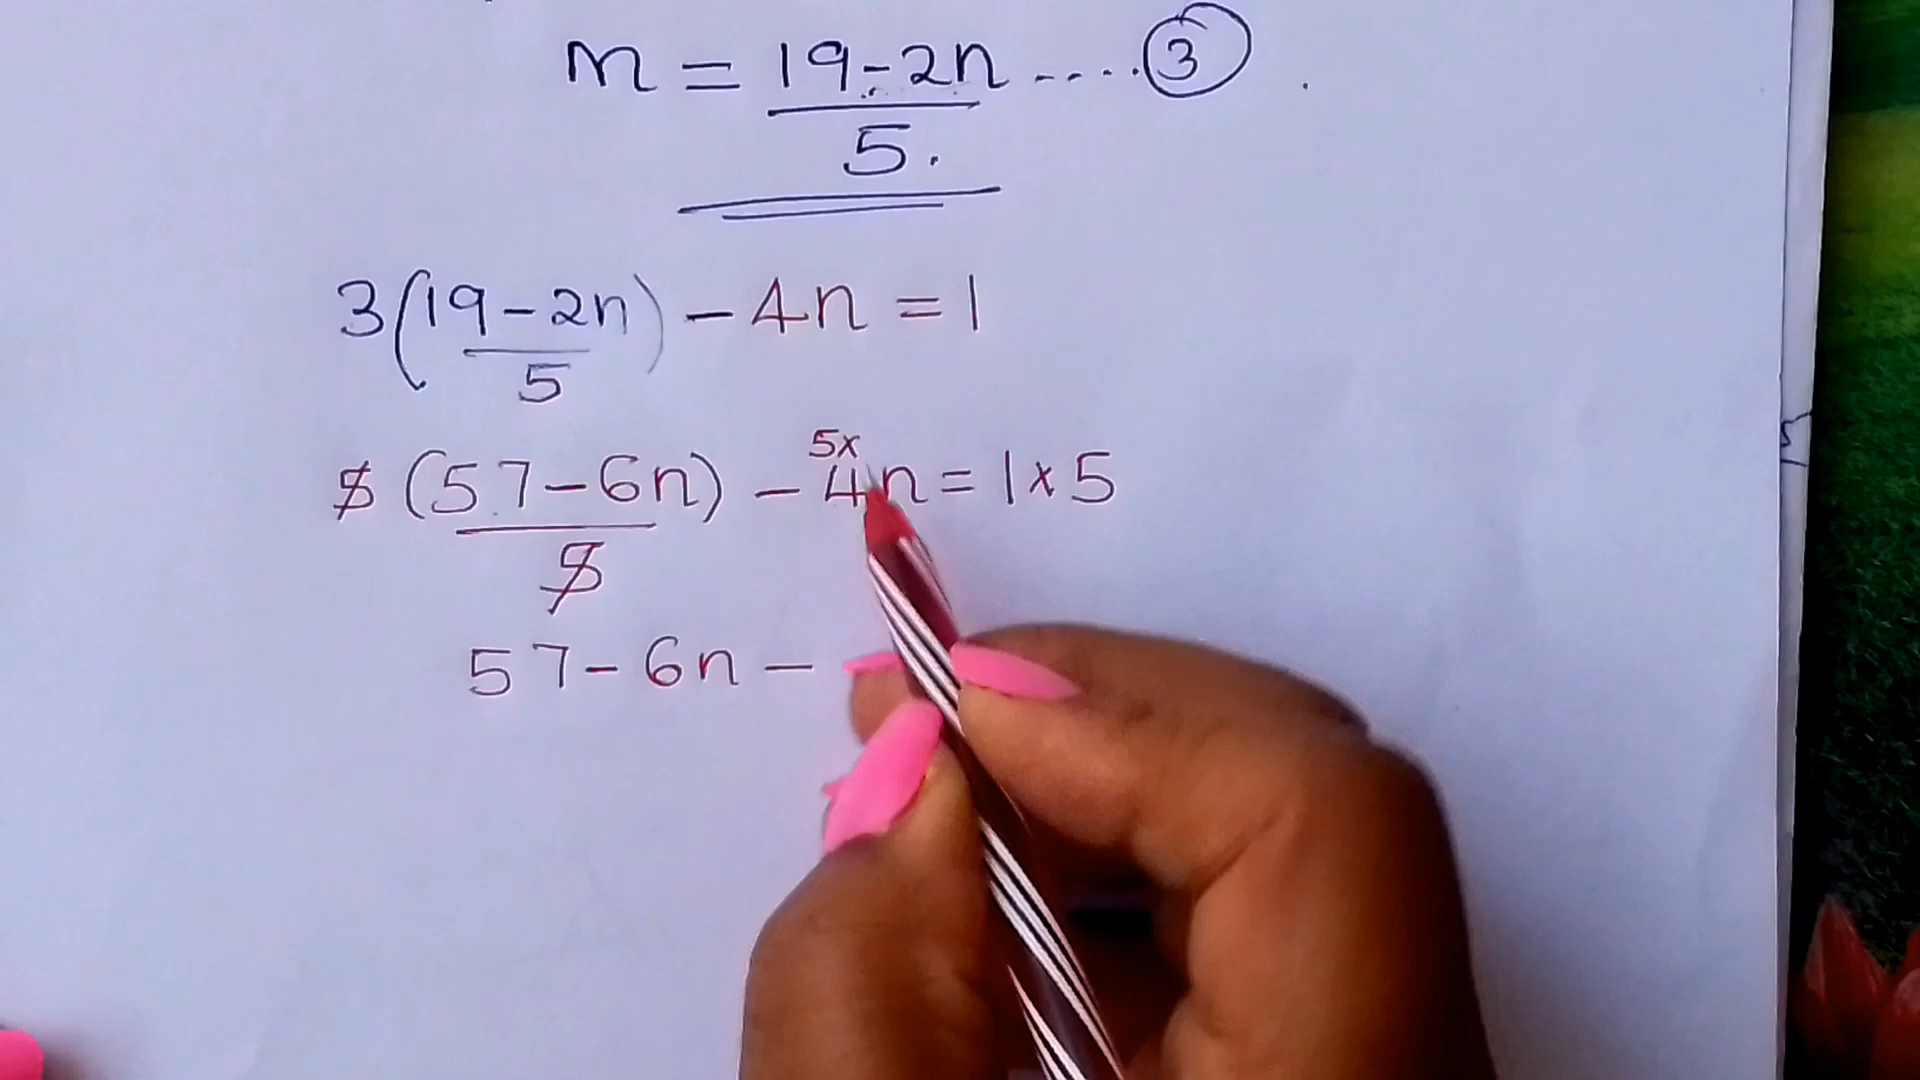 m = 19-2n ....③
5.
3(19-2n) - 4n = 1
5
5x
5(57-6n) - 4n = 1x5
5
57-6n-